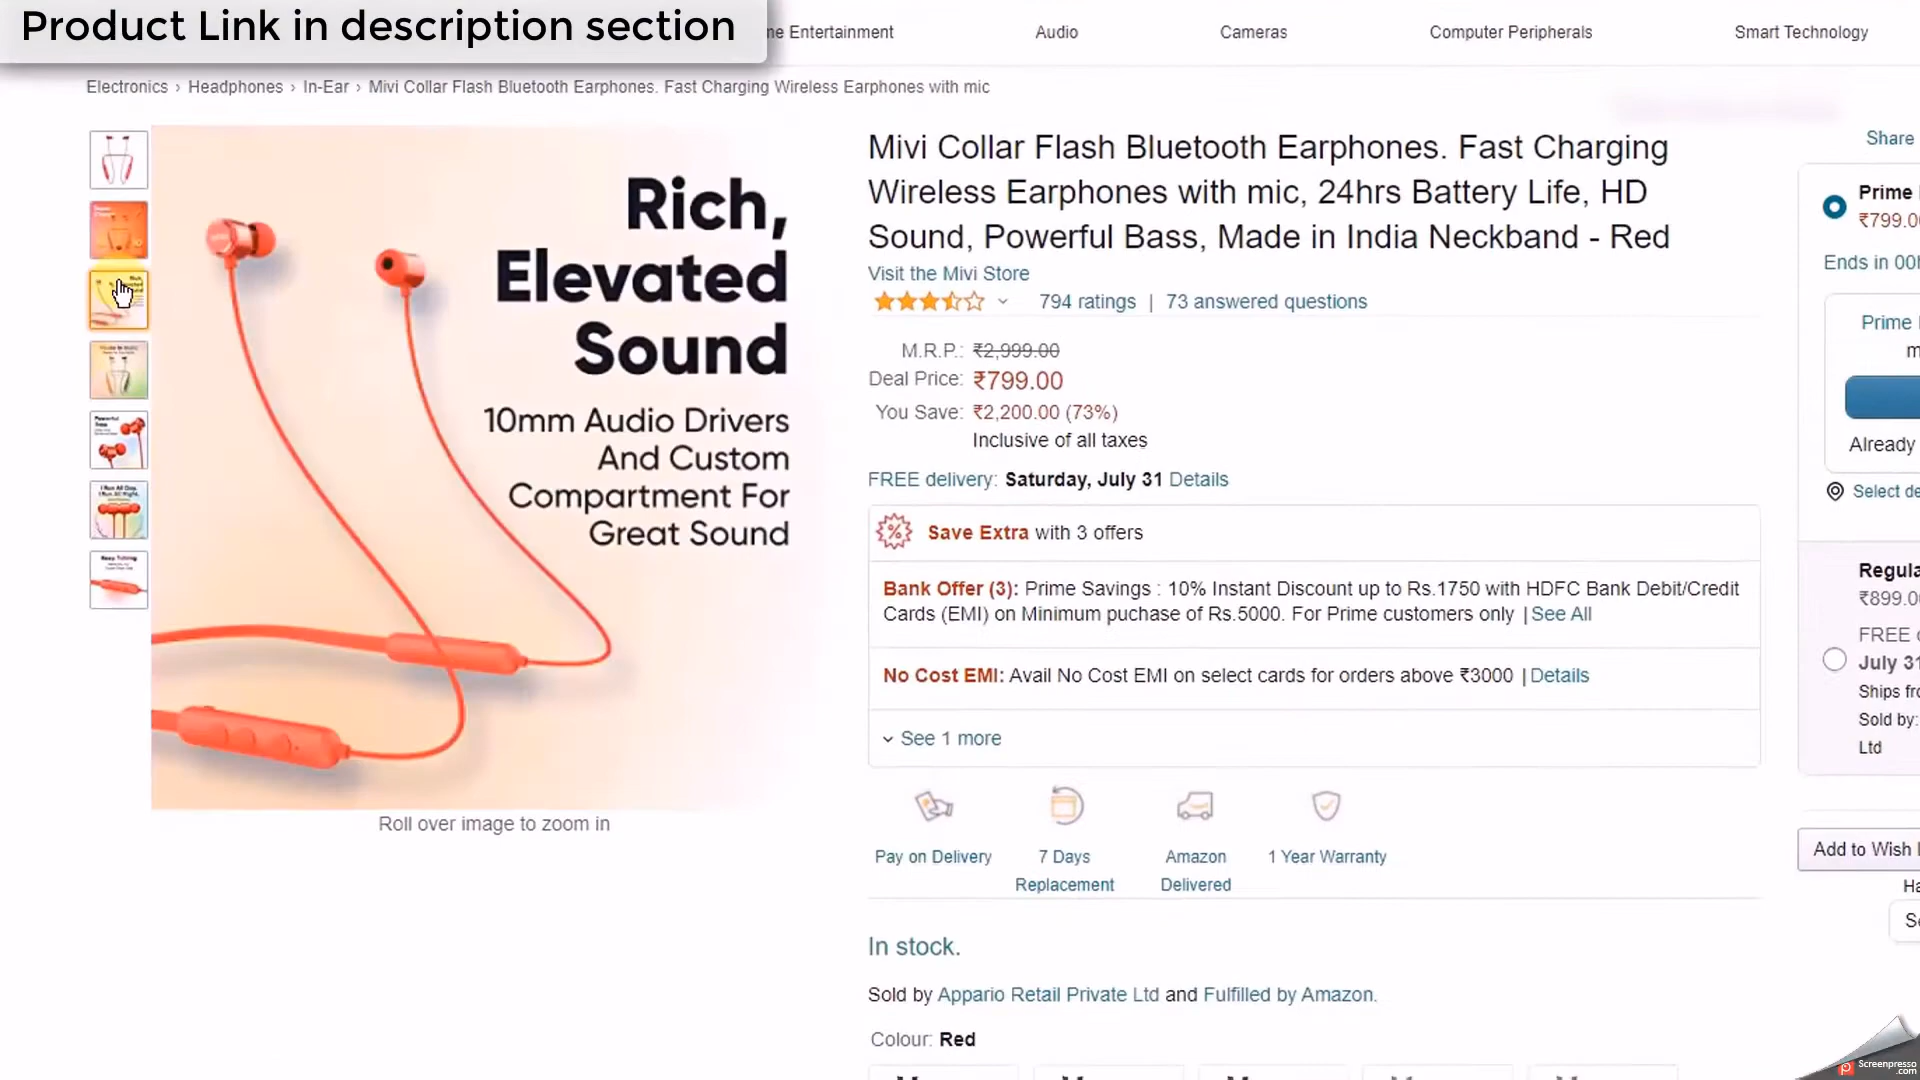 Product Link in description section
me Entertainment
Audio
Cameras
Computer Peripherals
Smart Technology
Electronics › Headphones › In-Ear › Mivi Collar Flash Bluetooth Earphones. Fast Charging Wireless Earphones with mic
Rich,
Elevated
Sound
10mm Audio Drivers
And Custom
Compartment For
Great Sound
Roll over image to zoom in
Mivi Collar Flash Bluetooth Earphones. Fast Charging
Wireless Earphones with mic, 24hrs Battery Life, HD
Sound, Powerful Bass, Made in India Neckband - Red
Visit the Mivi Store
794 ratings | 73 answered questions
M.R.P.: ₹2,999.00
Deal Price: ₹799.00
You Save: ₹2,200.00 (73%)
Inclusive of all taxes
FREE delivery: Saturday, July 31 Details
Save Extra with 3 offers
Bank Offer (3): Prime Savings : 10% Instant Discount up to Rs.1750 with HDFC Bank Debit/Credit
Cards (EMI) on Minimum puchase of Rs.5000. For Prime customers only | See All
No Cost EMI: Avail No Cost EMI on select cards for orders above ₹3000 | Details
See 1 more
Pay on Delivery
7 Days
Replacement
Amazon
Delivered
1 Year Warranty
In stock.
Sold by Appario Retail Private Ltd and Fulfilled by Amazon.
Colour: Red
Share
Prime
₹799.0
Ends in 00
Prime
m
Already
Select de
Regula
₹899.0
FREE
July 31
Ships fro
Sold by:
Ltd
Add to Wish
Ha
Screenpresso
.com